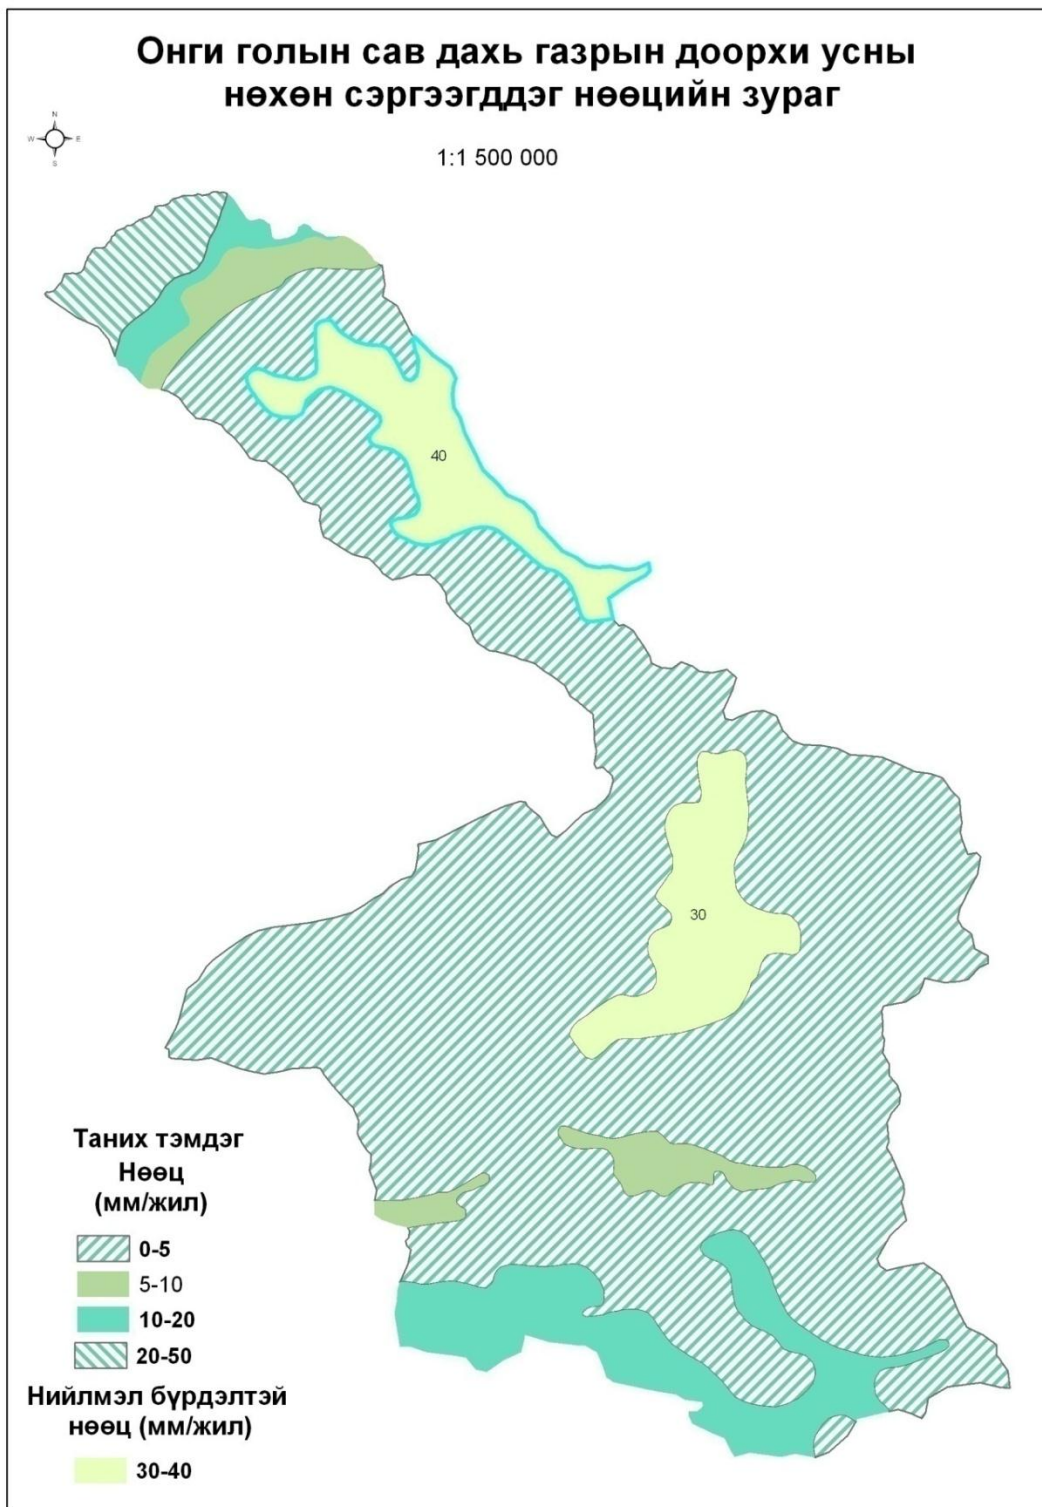 Онги голын сав дахь газрын доорхи усны
нөхөн сэргээгддэг нөөцийн зураг
N
W E
S
1:1 500 000
40
30
Таних тэмдэг
Нөөц
(мм/жил)
0-5
5-10
10-20
20-50
Нийлмэл бүрдэлтэй
нөөц (мм/жил)
30-40